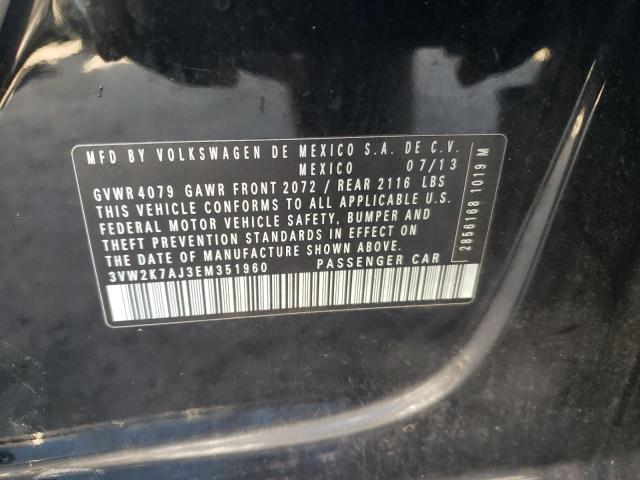 MFD BY VOLKSWAGEN DE MEXICO S.A. DE C.V.
MEXICO 07/13
GVWR 4079 GAWR FRONT 2072 / REAR 2116 LBS
THIS VEHICLE CONFORMS TO ALL APPLICABLE U.S.
FEDERAL MOTOR VEHICLE SAFETY, BUMPER AND
THEFT PREVENTION STANDARDS IN EFFECT ON
THE DATE OF MANUFACTURE SHOWN ABOVE.
3VW2K7AJ3EM351960 PASSENGER CAR
2856168 1019 M